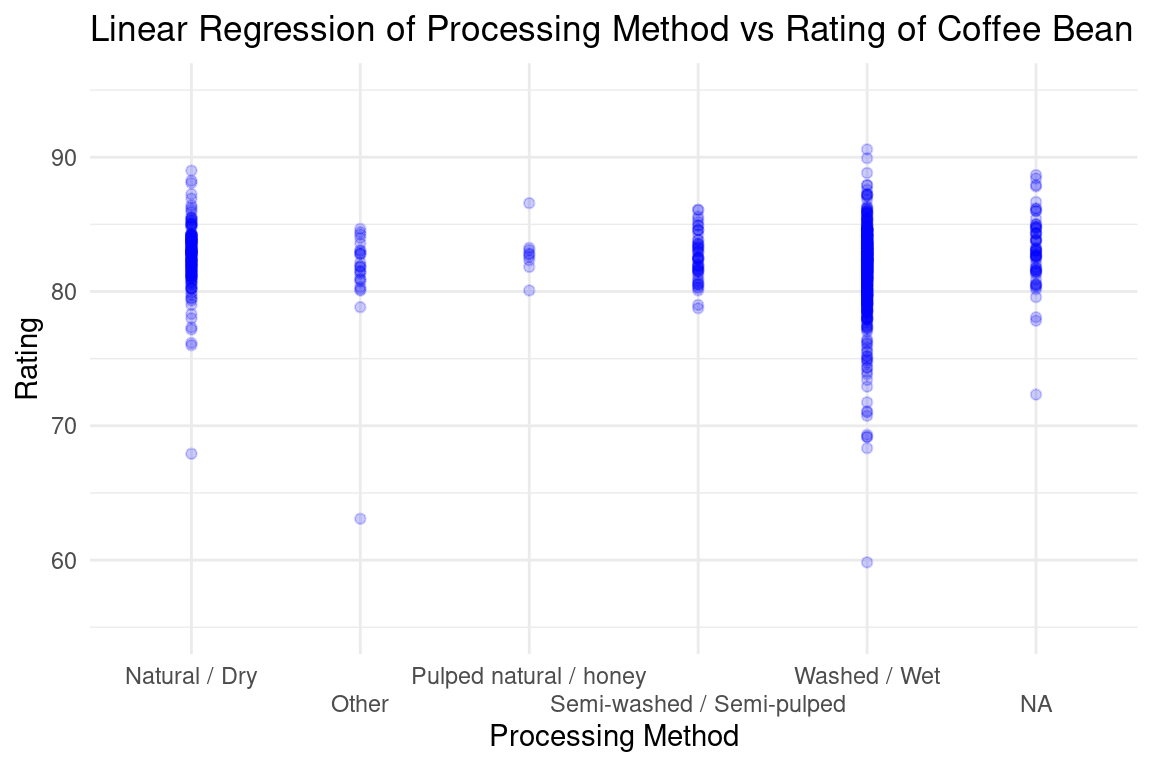 Linear Regression of Processing Method vs Rating of Coffee Bean
90
80
70
60
Rating
Natural / Dry
Pulped natural / honey
Washed / Wet
Other
Semi-washed / Semi-pulped
NA
Processing Method